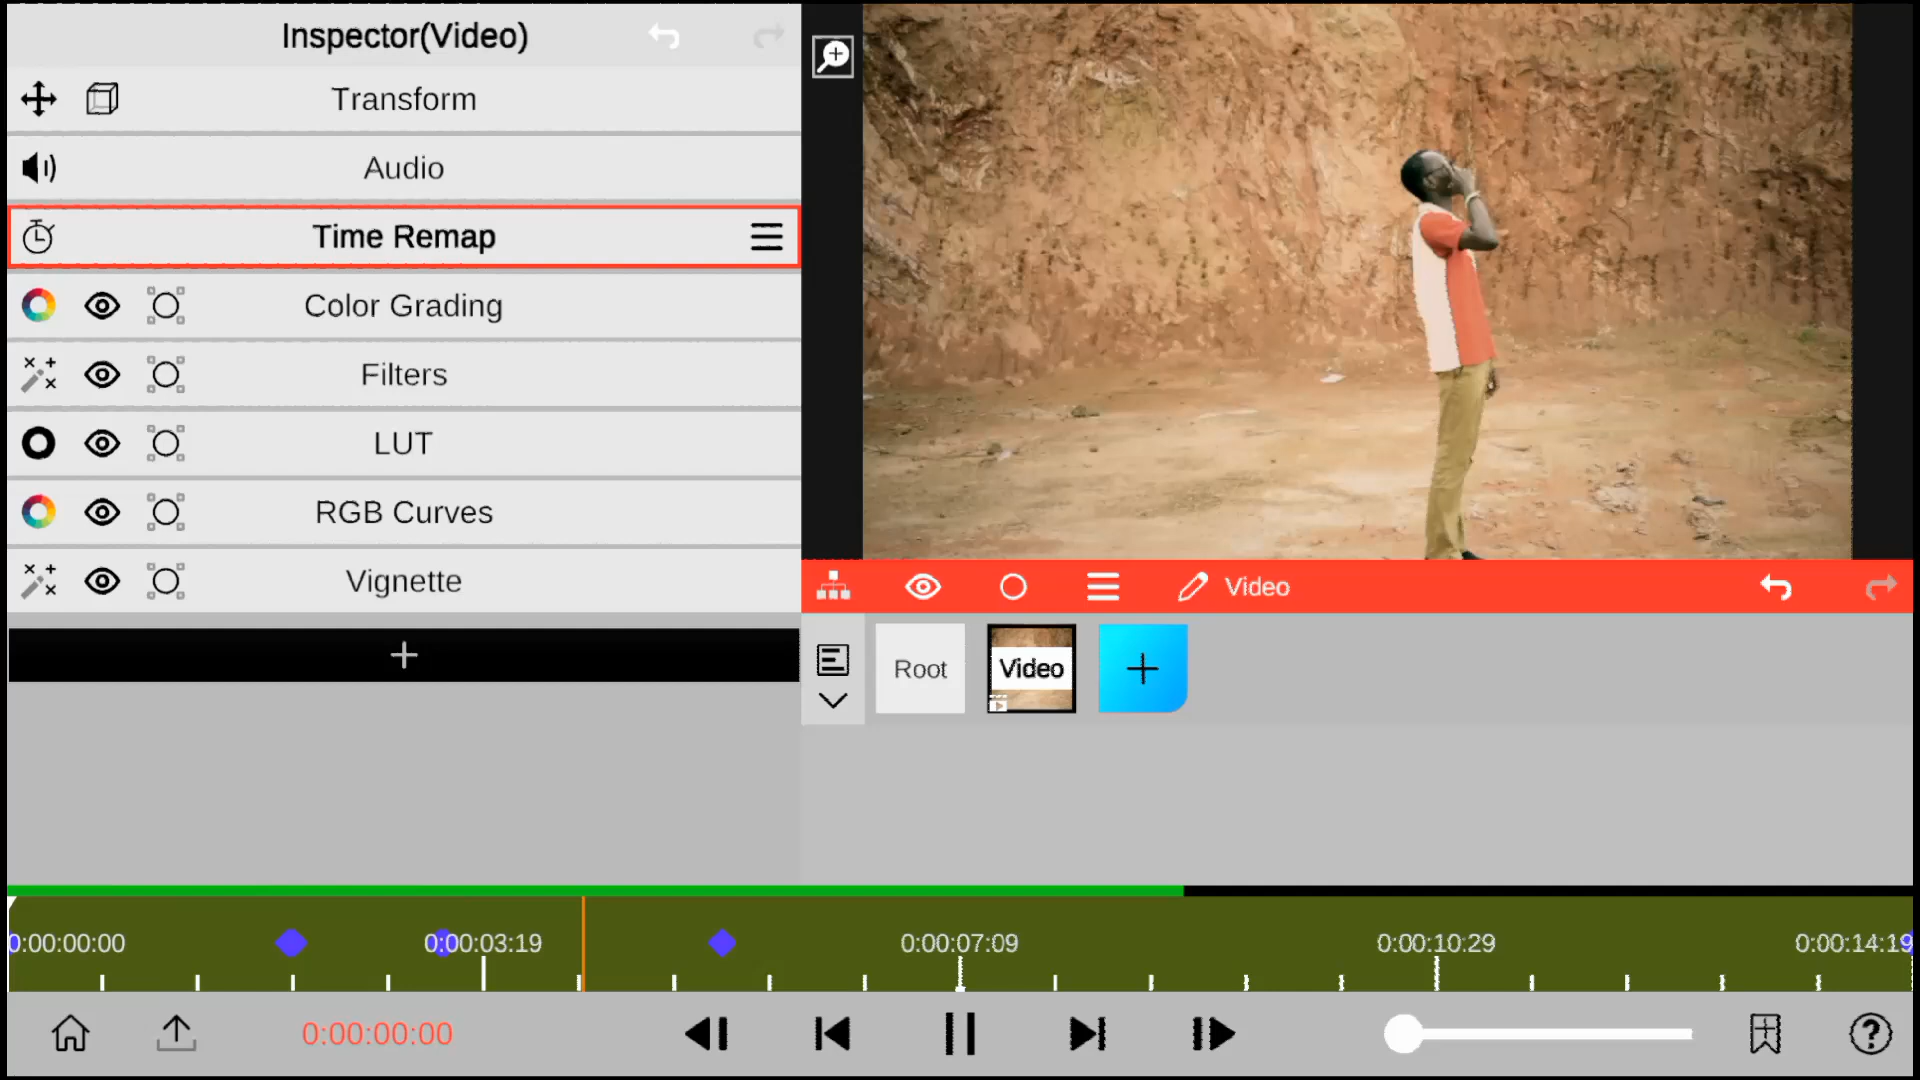 Inspector(Video)
Transform
Audio
Time Remap
Color Grading
Filters
LUT
RGB Curves
Vignette
Video
Root
Video
0:00:00:00
0:00:03:19
0:00:07:09
0:00:10:29
0:00:14:19
0:00:00:00